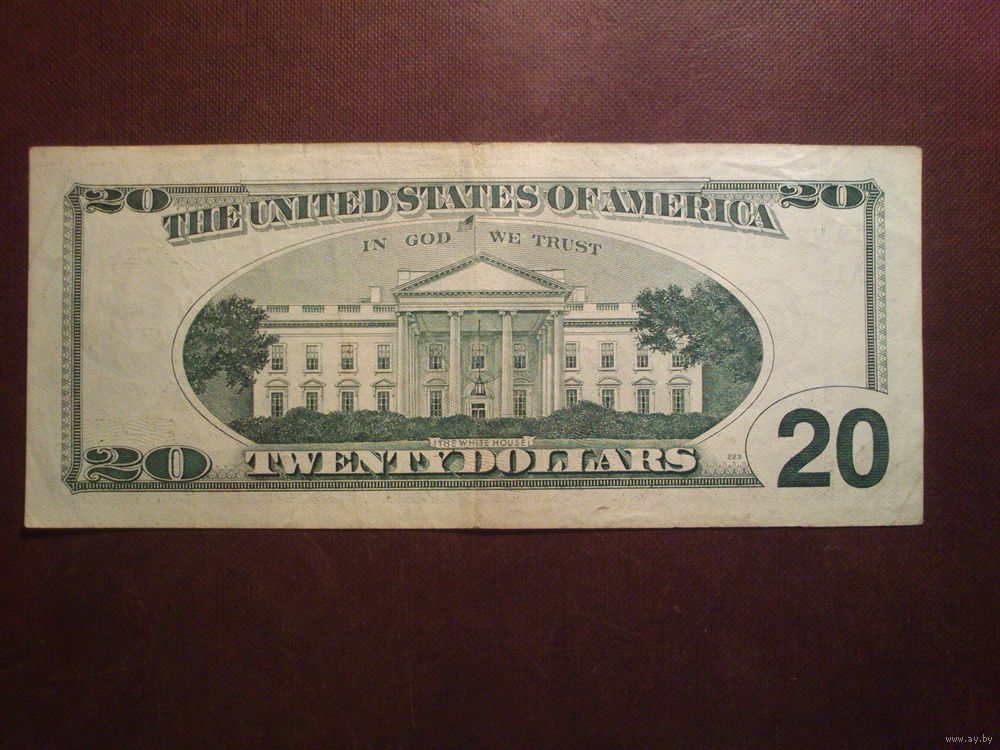 20 20
THE UNITED STATES OF AMERICA
IN GOD WE TRUST
THE WHITE HOUSE
20 TWENTY DOLLARS 223 20
www.ay.by